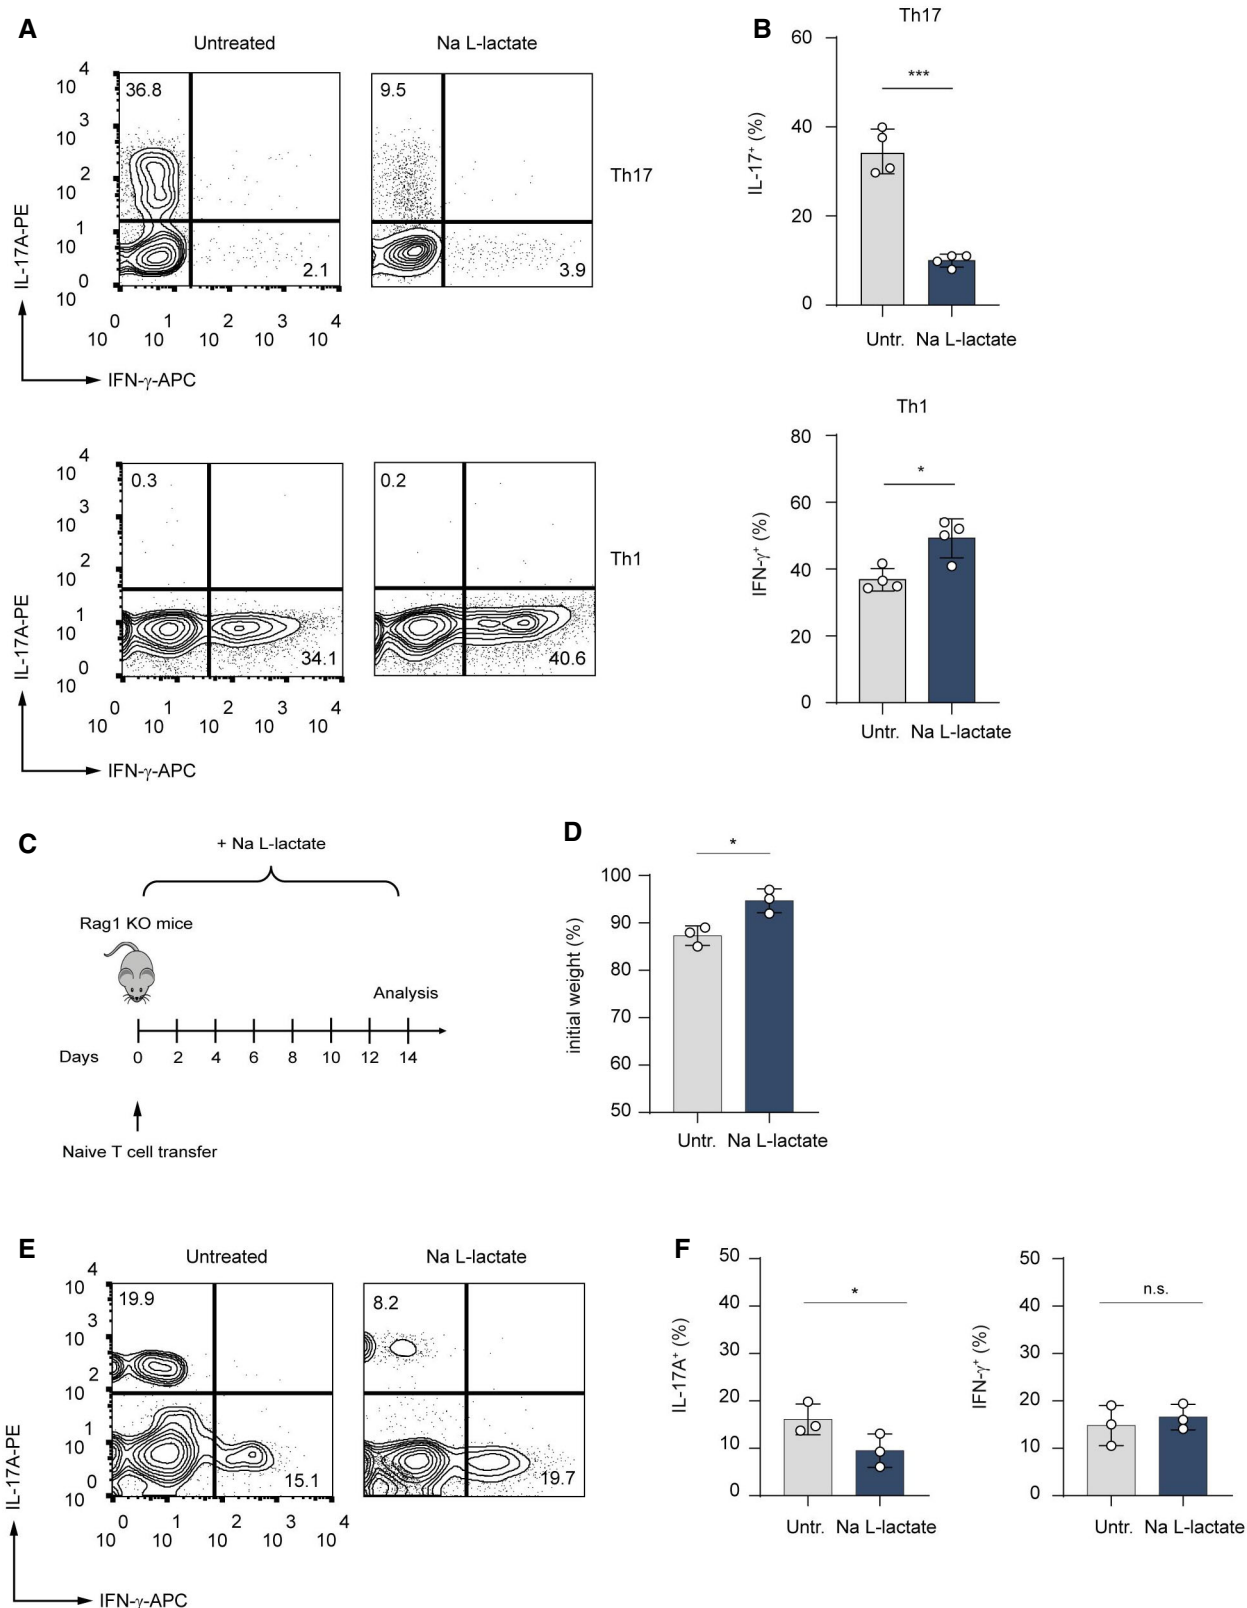 A
Untreated
Na L-lactate
10 4
10 3
10 2
10 1
10 0
36.8
2.1
9.5
3.9
Th17
IL-17A-PE
0 1 2 3 4
10 10 10 10 10
IFN-γ-APC
10 4
10 3
10 2
10 1
10 0
0.3
34.1
0.2
40.6
Th1
IL-17A-PE
0 1 2 3 4
10 10 10 10 10
IFN-γ-APC
B
Th17
60
40
20
0
IL-17+ (%)
***
Untr. Na L-lactate
Th1
80
60
40
20
0
IFN-γ+ (%)
*
Untr. Na L-lactate
C
+ Na L-lactate
Rag1 KO mice
Analysis
Days 0 2 4 6 8 10 12 14
Naive T cell transfer
D
*
100
90
80
70
60
50
initial weight (%)
Untr. Na L-lactate
E
Untreated
Na L-lactate
10 4
10 3
10 2
10 1
10 0
19.9
15.1
8.2
19.7
IL-17A-PE
0 1 2 3 4
10 10 10 10 10
IFN-γ-APC
F
50
40
30
20
10
0
IL-17A+ (%)
*
Untr. Na L-lactate
50
40
30
20
10
0
IFN-γ+ (%)
n.s.
Untr. Na L-lactate